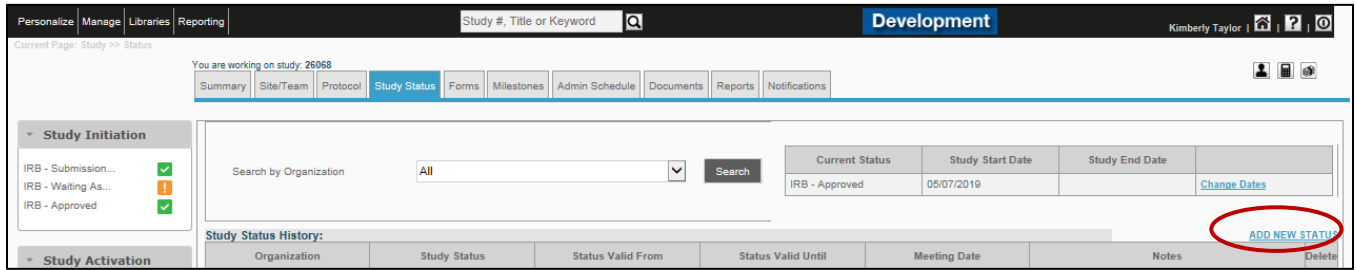 Personalize Manage Libraries Reporting Study #, Title or Keyword Development Kimberly Taylor | | ? |
Current Page: Study >> Status
You are working on study: 26068
Summary Site/Team Protocol Study Status Forms Milestones Admin Schedule Documents Reports Notifications
Study Initiation
IRB - Submission...
IRB - Waiting As... !
IRB - Approved
Search by Organization All Search
Current Status Study Start Date Study End Date
IRB - Approved 05/07/2019 Change Dates
Study Status History: ADD NEW STATUS
Organization Study Status Status Valid From Status Valid Until Meeting Date Notes Delete
Study Activation